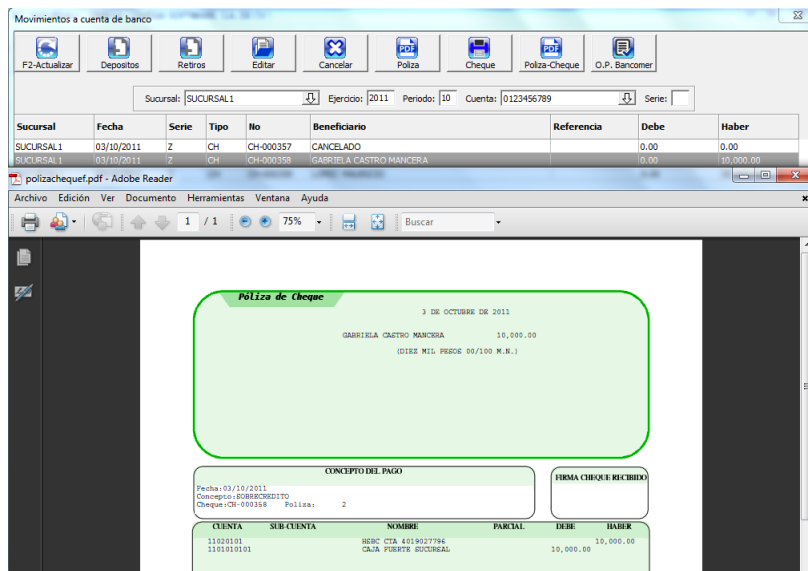 Movimientos a cuenta de banco
F2-Actualizar Depositos Retiros Editar Cancelar Poliza Cheque Poliza-Cheque O.P. Bancomer
Sucursal: SUCURSAL1 Ejercicio: 2011 Periodo: 10 Cuenta: 0123456789 Serie:
Sucursal Fecha Serie Tipo No Beneficiario Referencia Debe Haber
SUCURSAL1 03/10/2011 Z CH CH-000357 CANCELADO 0.00 0.00
SUCURSAL1 03/10/2011 Z CH CH-000358 GABRIELA CASTRO MANCERA 0.00 10,000.00
polizachequef.pdf - Adobe Reader
Archivo Edición Ver Documento Herramientas Ventana Ayuda
1 / 1 75% Buscar
Póliza de Cheque
3 DE OCTUBRE DE 2011
GABRIELA CASTRO MANCERA 10,000.00
(DIEZ MIL PESOS 00/100 M.N.)
CONCEPTO DEL PAGO
FIRMA CHEQUE RECIBIDO
Fecha:03/10/2011
Concepto:SOBRECREDITO
Cheque:CH-000358 Poliza: 2
CUENTA SUB-CUENTA NOMBRE PARCIAL DEBE HABER
11020101 HSBC CTA 4019027796 10,000.00
1101010101 CAJA FUERTE SUCURSAL 10,000.00